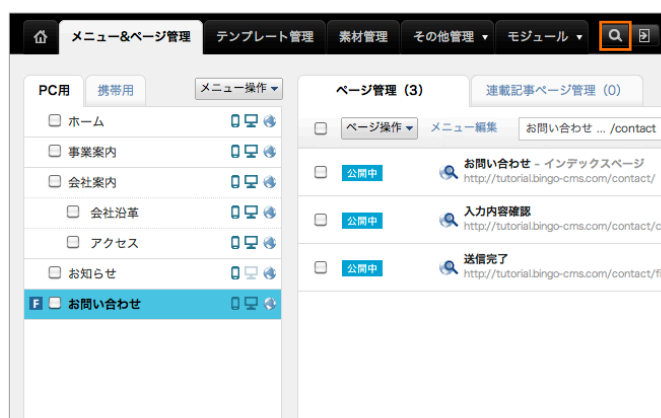 メニュー&ページ管理 テンプレート管理 素材管理 その他管理 ▼ モジュール ▼
PC用 携帯用 メニュー操作 ▼
ホーム
事業案内
会社案内
会社沿革
アクセス
お知らせ
F お問い合わせ
ページ管理（3） 連載記事ページ管理（0）
ページ操作 ▼ メニュー編集 お問い合わせ ... /contact
公開中 お問い合わせ - インデックスページ
http://tutorial.bingo-cms.com/contact/
公開中 入力内容確認
http://tutorial.bingo-cms.com/contact/c
公開中 送信完了
http://tutorial.bingo-cms.com/contact/fi